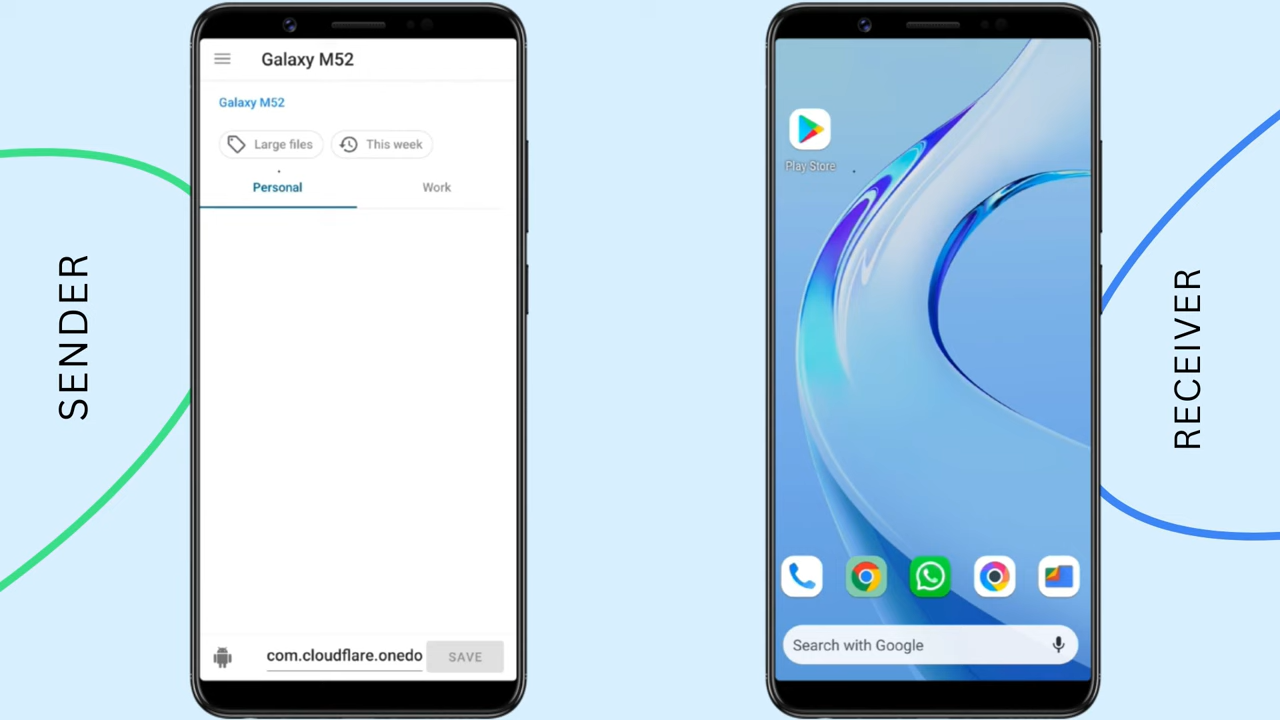 SENDER
Galaxy M52
Galaxy M52
Large files
This week
Personal
Work
com.cloudflare.onedo
SAVE
Play Store
Search with Google
RECEIVER